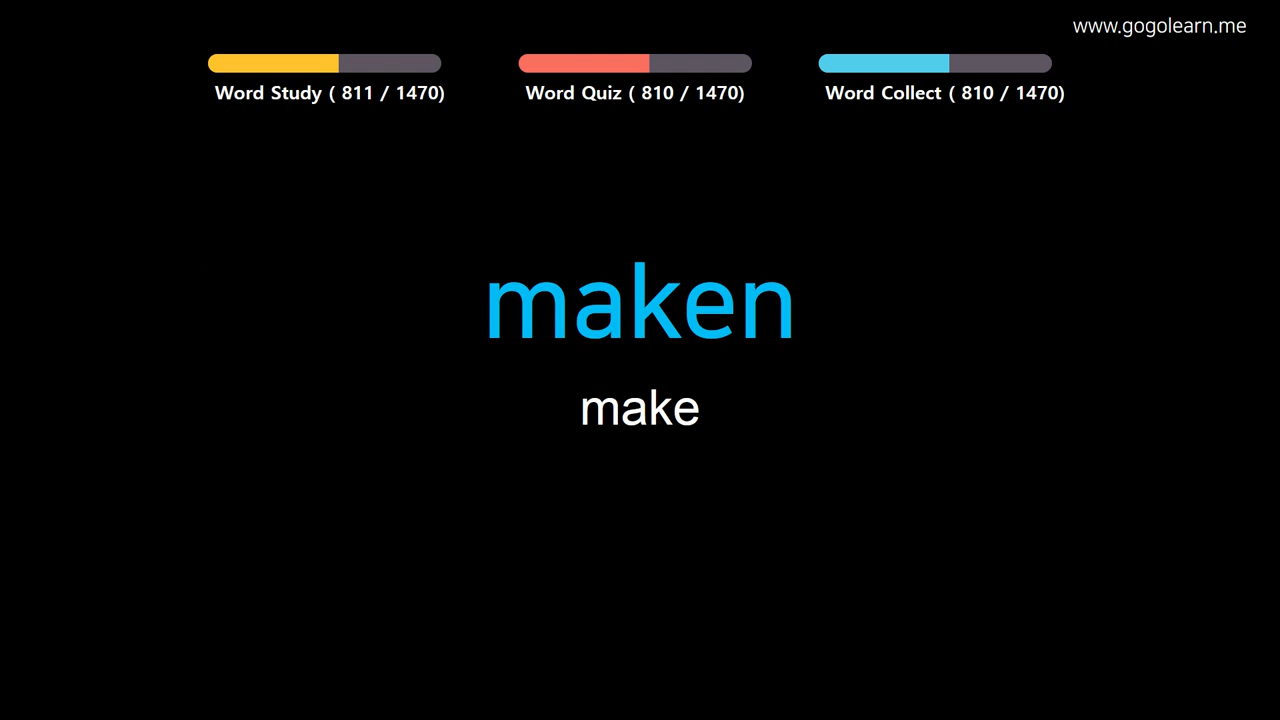 www.gogolearn.me
Word Study ( 811 / 1470)
Word Quiz ( 810 / 1470)
Word Collect ( 810 / 1470)
maken
make